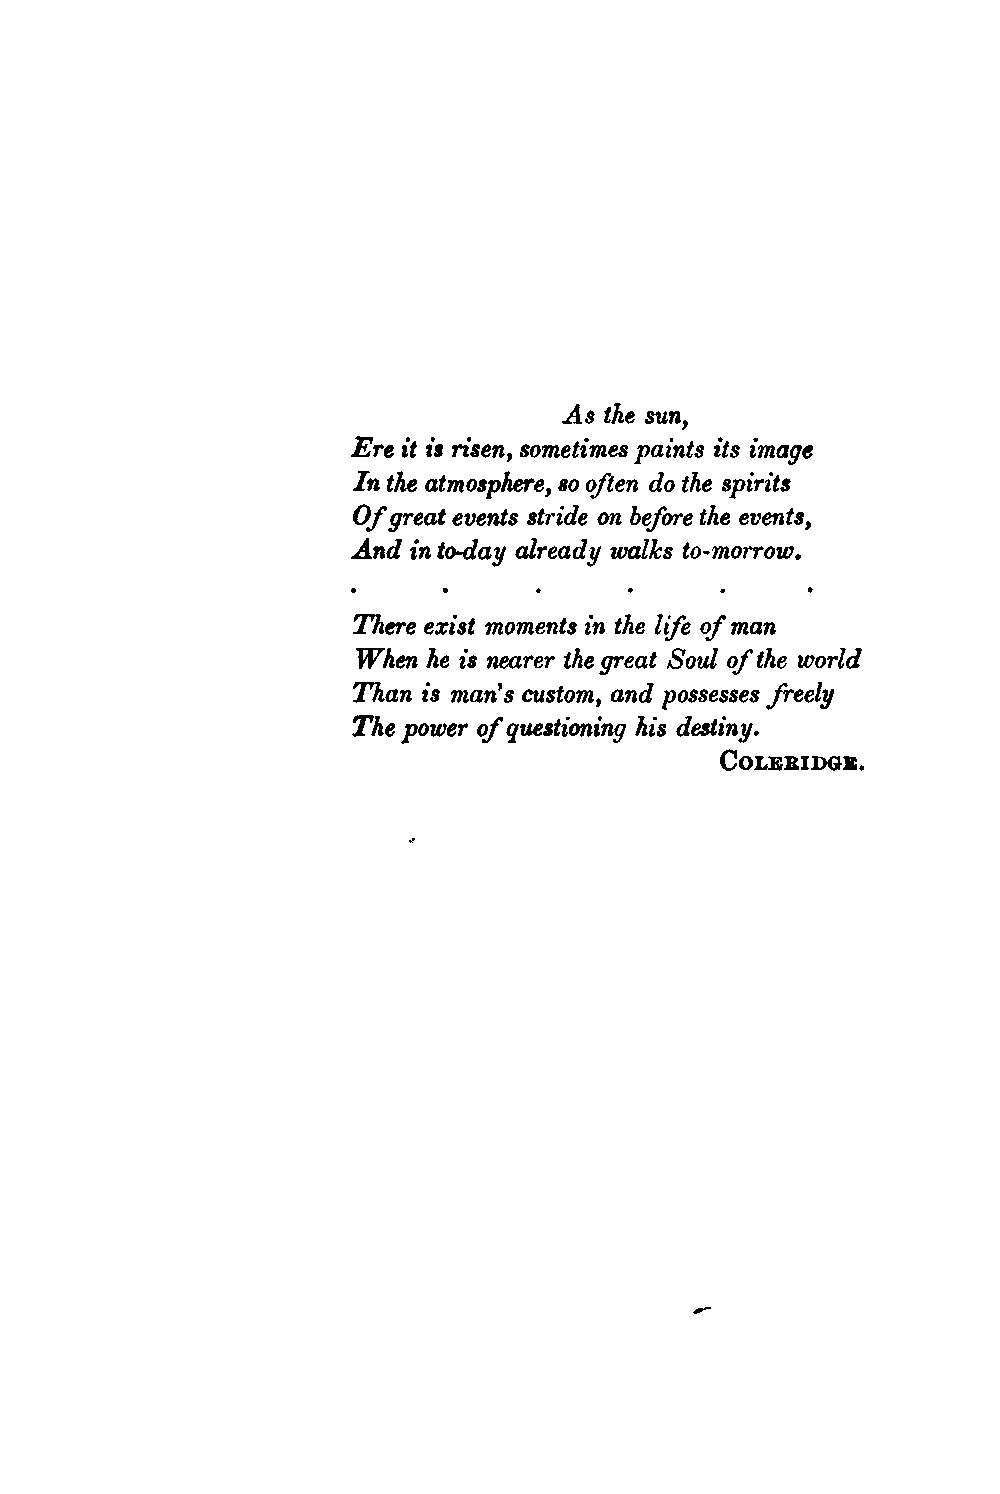 As the sun,
Ere it is risen, sometimes paints its image
In the atmosphere, so often do the spirits
Of great events stride on before the events,
And in to-day already walks to-morrow.
. . . . . .
There exist moments in the life of man
When he is nearer the great Soul of the world
Than is man's custom, and possesses freely
The power of questioning his destiny.
COLERIDGE.